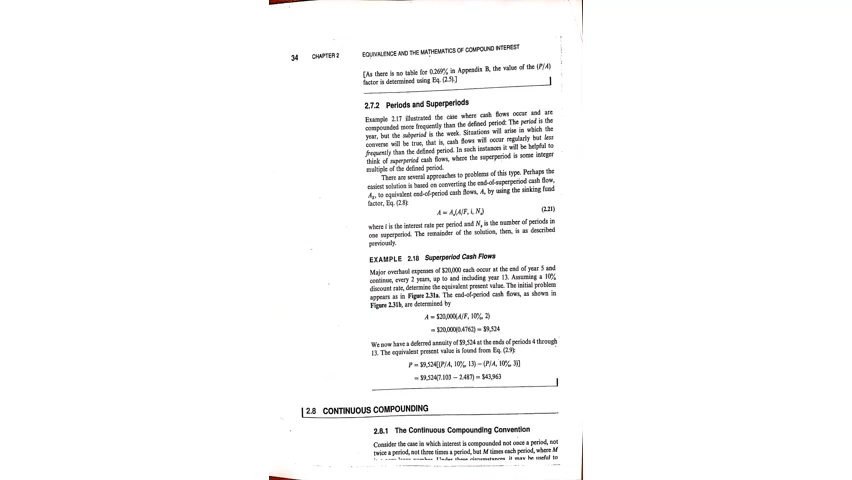 34 CHAPTER 2 EQUIVALENCE AND THE MATHEMATICS OF COMPOUND INTEREST
[As there is no table for 0.269% in Appendix B, the value of the (P/A)
factor is determined using Eq. (2.5).]
2.7.2 Periods and Superperiods
Example 2.17 illustrated the case where cash flows occur and are
compounded more frequently than the defined period: The period is the
year, but the subperiod is the week. Situations will arise in which the
converse will be true, that is, cash flows will occur regularly but less
frequently than the defined period. In such instances it will be helpful to
think of superperiod cash flows, where the superperiod is some integer
multiple of the defined period.
There are several approaches to problems of this type. Perhaps the
easiest solution is based on converting the end-of-superperiod cash flow,
to equivalent end-of-period cash flows, A, by using the sinking fund
factor, Eq. (2.8):
A = Aₛ(A/F, i, Nₛ) (2.21)
where i is the interest rate per period and Nₛ is the number of periods in
one superperiod. The remainder of the solution, then, is as described
previously.
EXAMPLE 2.18 Superperiod Cash Flows
Major overhaul expenses of $20,000 each occur at the end of year 5 and
continue, every 2 years, up to and including year 13. Assuming a 10%
discount rate, determine the equivalent present value. The initial problem
appears as in Figure 2.31a. The end-of-period cash flows, as shown in
Figure 2.31b, are determined by
A = $20,000(A/F, 10%, 2)
= $20,000(0.4762) = $9,524
We now have a deferred annuity of $9,524 at the ends of periods 4 through
13. The equivalent present value is found from Eq. (2.9):
P = $9,524[(P/A, 10%, 13) − (P/A, 10%, 3)]
= $9,524(7.103 − 2.487) = $43,963
2.8 CONTINUOUS COMPOUNDING
2.8.1 The Continuous Compounding Convention
Consider the case in which interest is compounded not once a period, not
twice a period, not three times a period, but M times each period, where M
number. Under these circumstances, it may be useful to